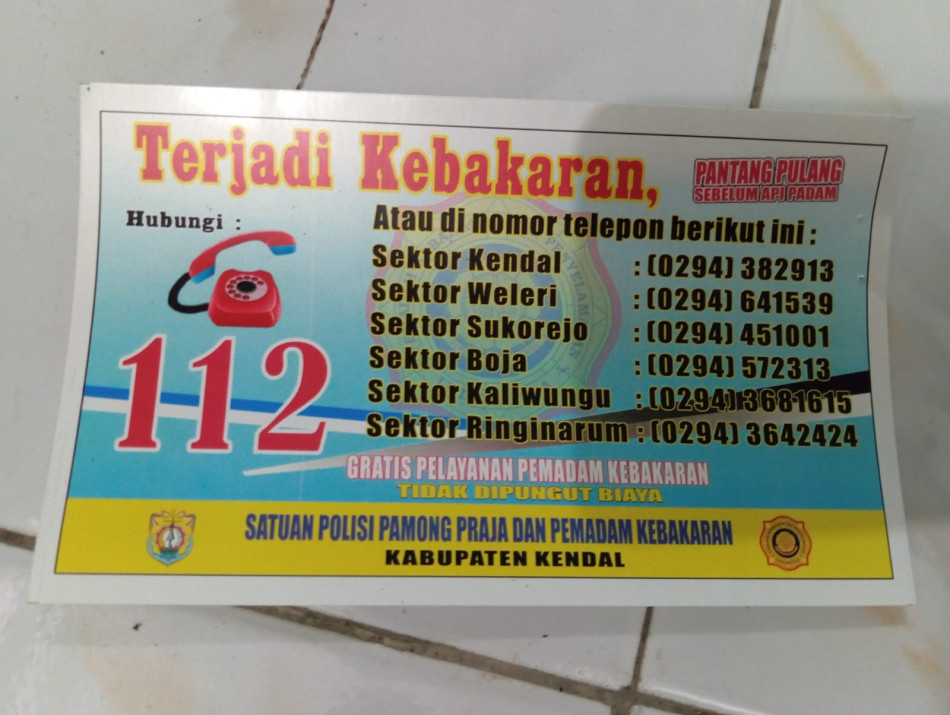 Terjadi Kebakaran,
PANTANG PULANG
SEBELUM API PADAM
Hubungi :
112
Atau di nomor telepon berikut ini :
Sektor Kendal : (0294) 382913
Sektor Weleri : (0294) 641539
Sektor Sukorejo : (0294) 451001
Sektor Boja : (0294) 572313
Sektor Kaliwungu : (0294) 3681615
Sektor Ringinarum : (0294) 3642424
GRATIS PELAYANAN PEMADAM KEBAKARAN
TIDAK DIPUNGUT BIAYA
SATUAN POLISI PAMONG PRAJA DAN PEMADAM KEBAKARAN
KABUPATEN KENDAL